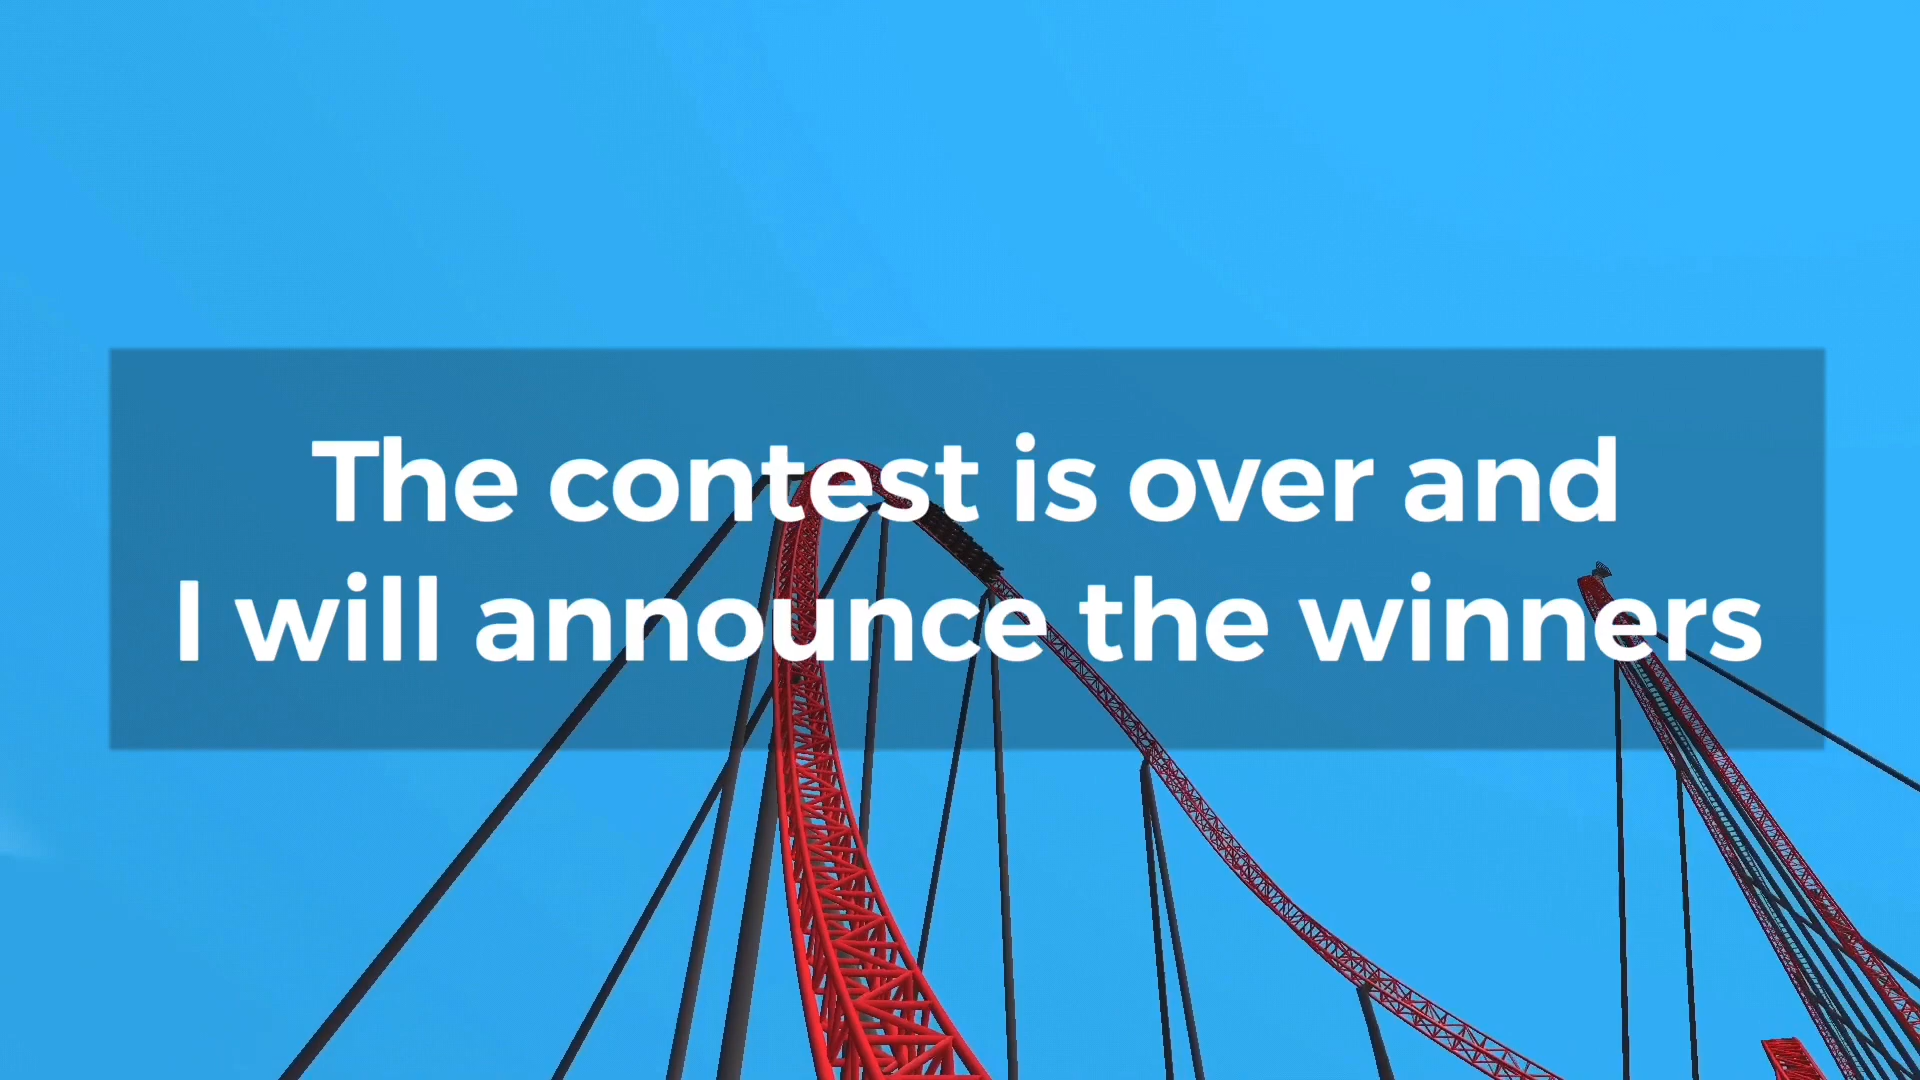 The contest is over and
I will announce the winners